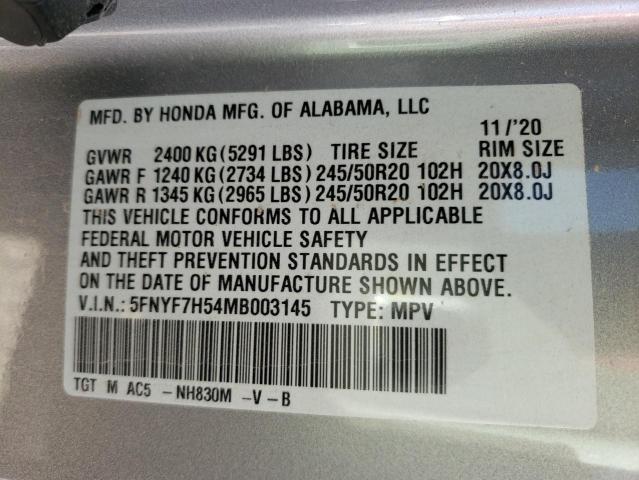 MFD. BY HONDA MFG. OF ALABAMA, LLC
11/'20
GVWR 2400 KG (5291 LBS) TIRE SIZE RIM SIZE
GAWR F 1240 KG (2734 LBS) 245/50R20 102H 20X8.0J
GAWR R 1345 KG (2965 LBS) 245/50R20 102H 20X8.0J
THIS VEHICLE CONFORMS TO ALL APPLICABLE
FEDERAL MOTOR VEHICLE SAFETY
AND THEFT PREVENTION STANDARDS IN EFFECT
ON THE DATE OF MANUFACTURE SHOWN ABOVE.
V.I.N.: 5FNYF7H54MB003145 TYPE: MPV
TGT M AC5 -NH830M -V-B